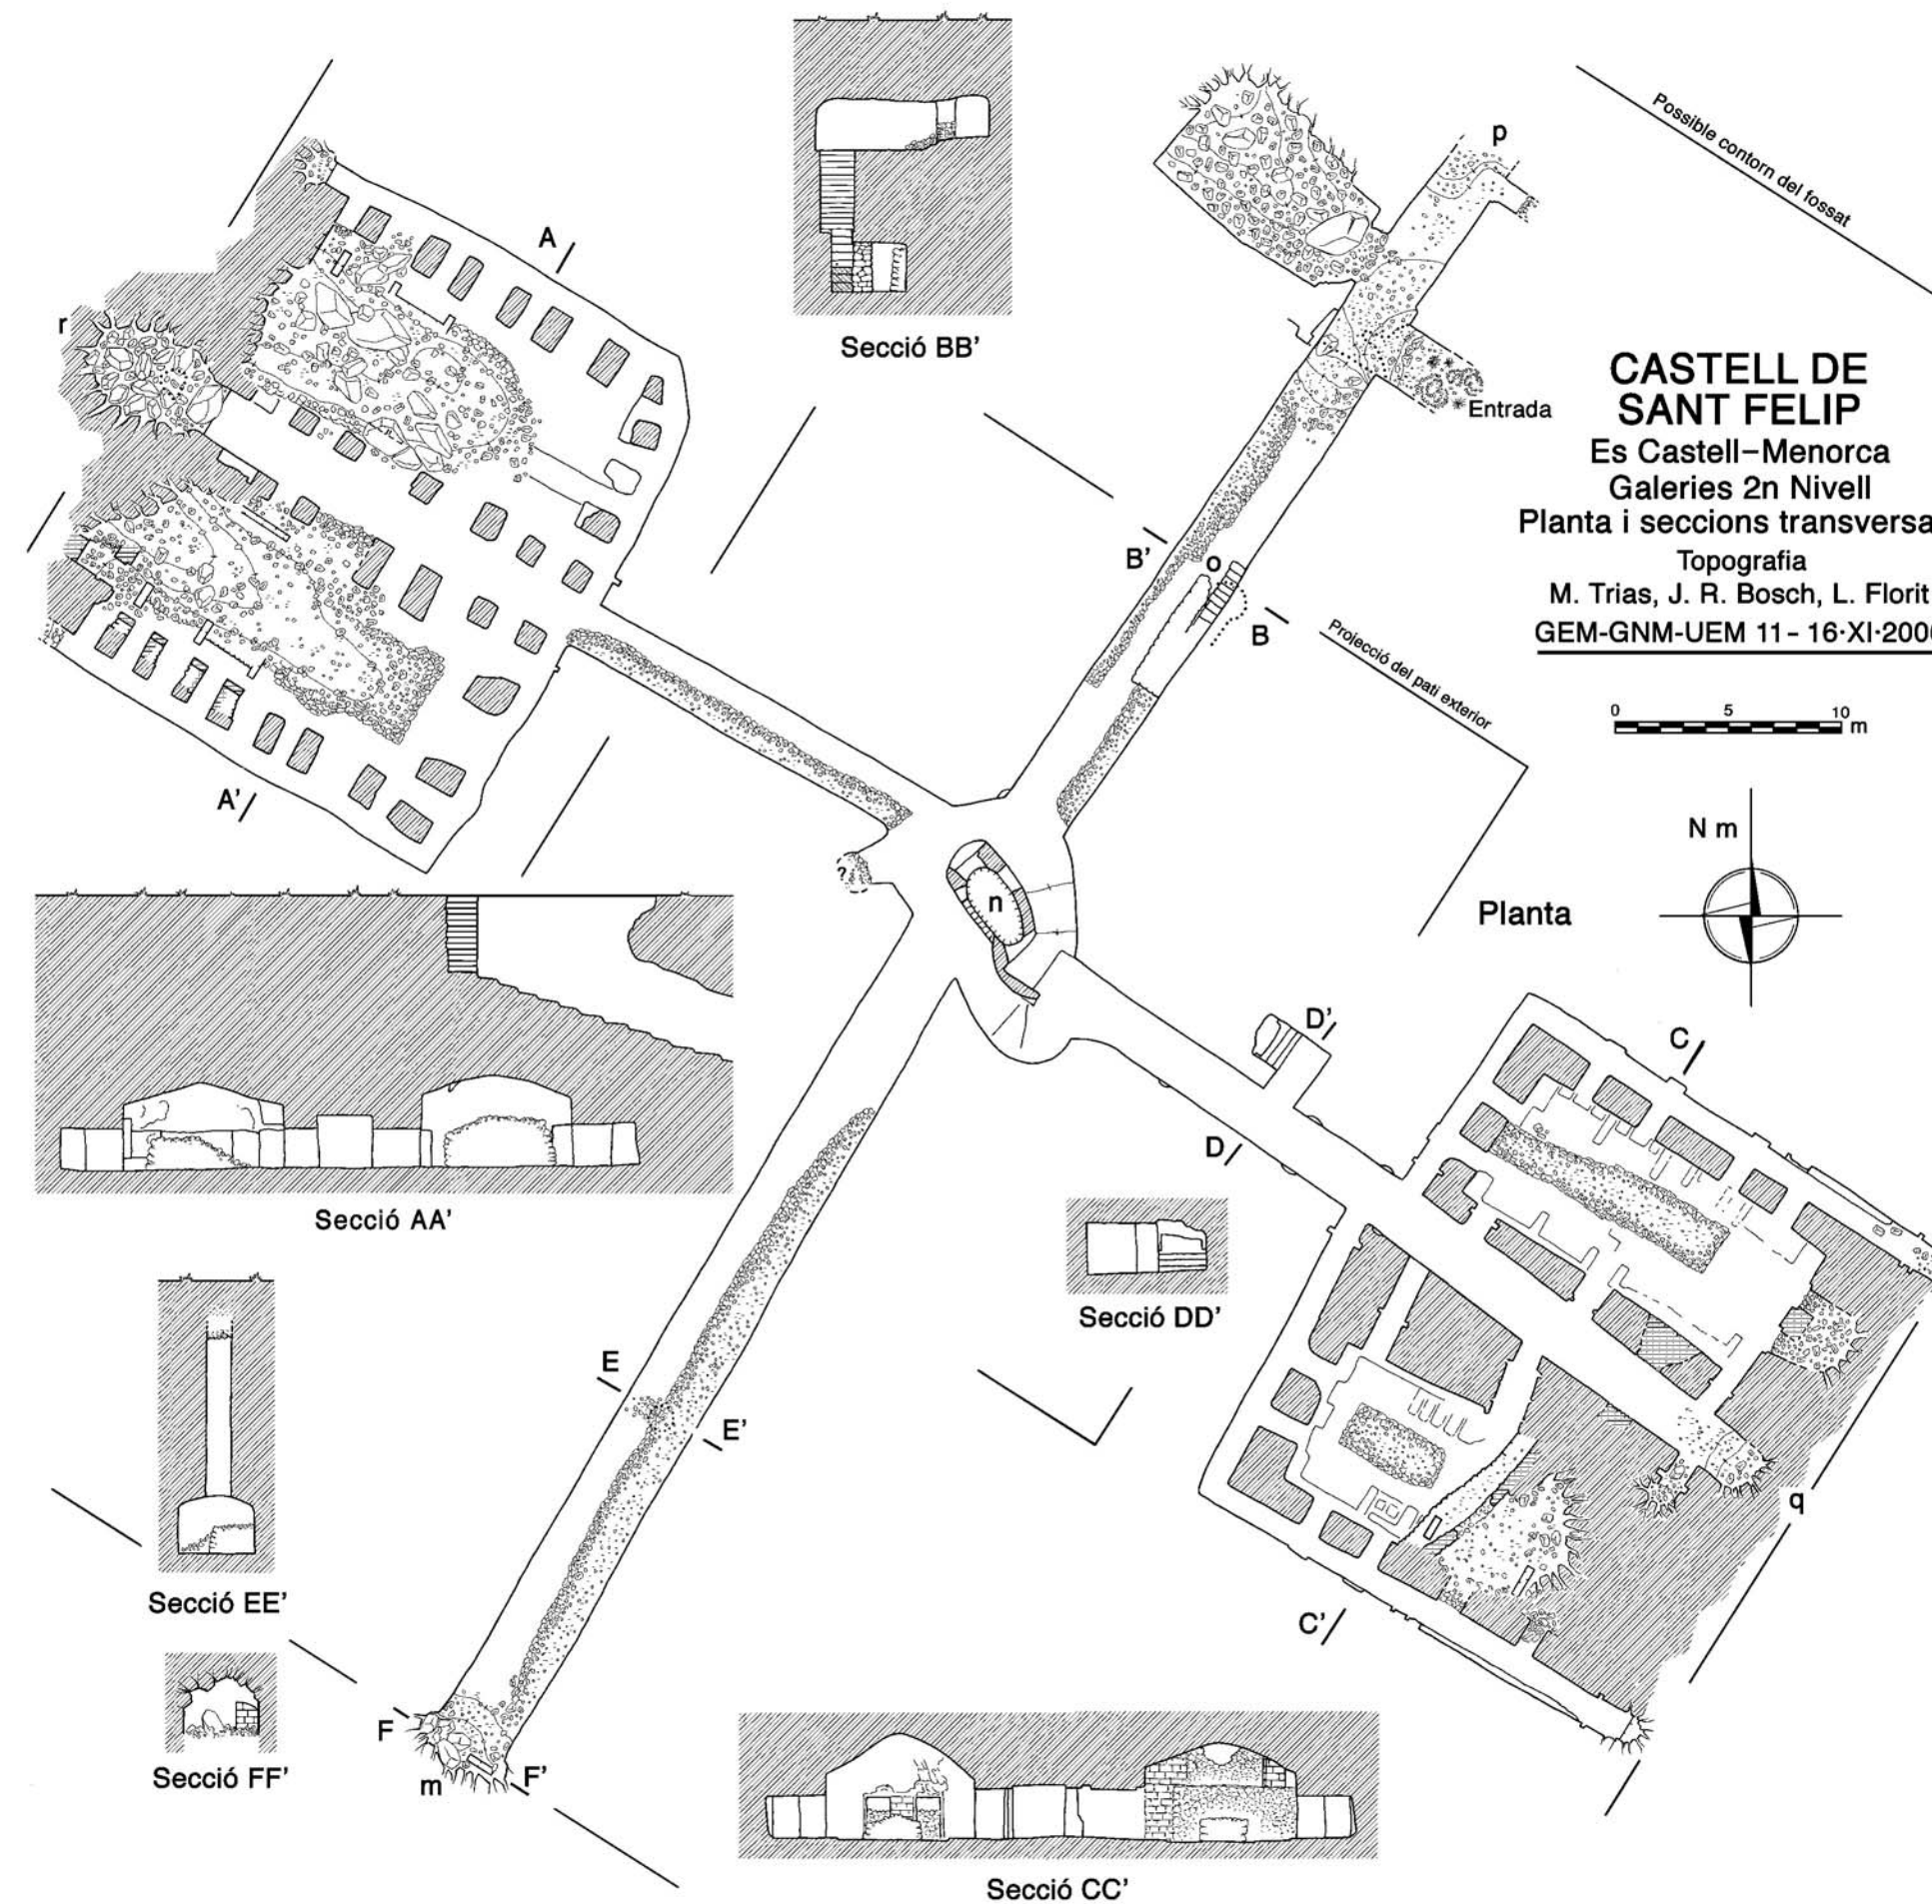 Possible contorn del fossat
p
A
r
Secció BB'
Entrada
CASTELL DE
SANT FELIP
Es Castell-Menorca
Galeries 2n Nivell
Planta i seccions transversa
Topografia
M. Trias, J. R. Bosch, L. Florit
GEM-GNM-UEM 11 - 16·XI·200
B'
o
B
Projecció del pati exterior
0 5 10 m
A'
N m
?
n
Planta
D'
C
D
Secció AA'
Secció DD'
E
E'
q
Secció EE'
C'
F
F'
m
Secció FF'
Secció CC'